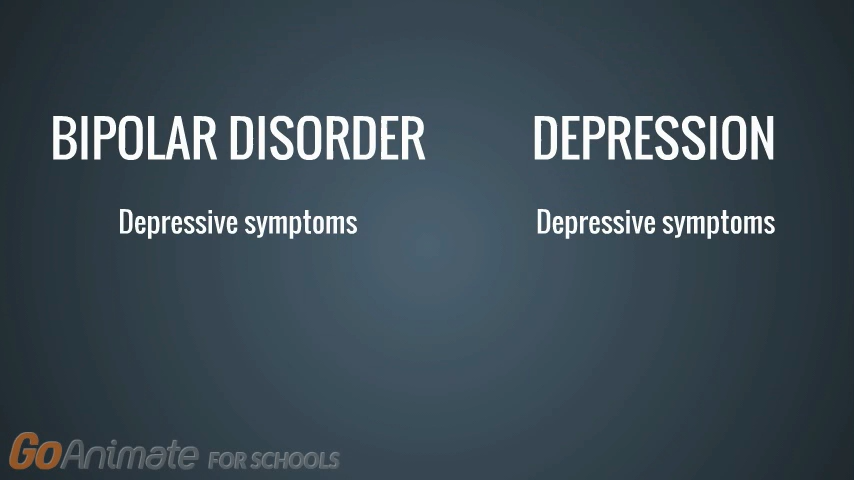 BIPOLAR DISORDER
DEPRESSION
Depressive symptoms
Depressive symptoms
GoAnimate FOR SCHOOLS